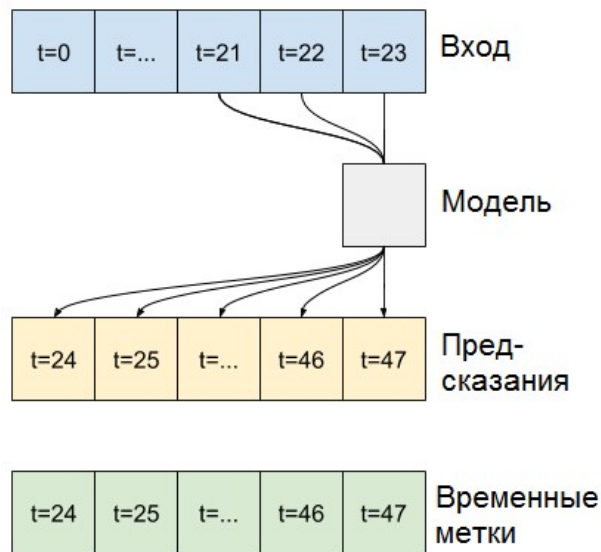 t=0 t=... t=21 t=22 t=23 Вход
Модель
t=24 t=25 t=... t=46 t=47 Пред-
сказания
t=24 t=25 t=... t=46 t=47 Временные
метки